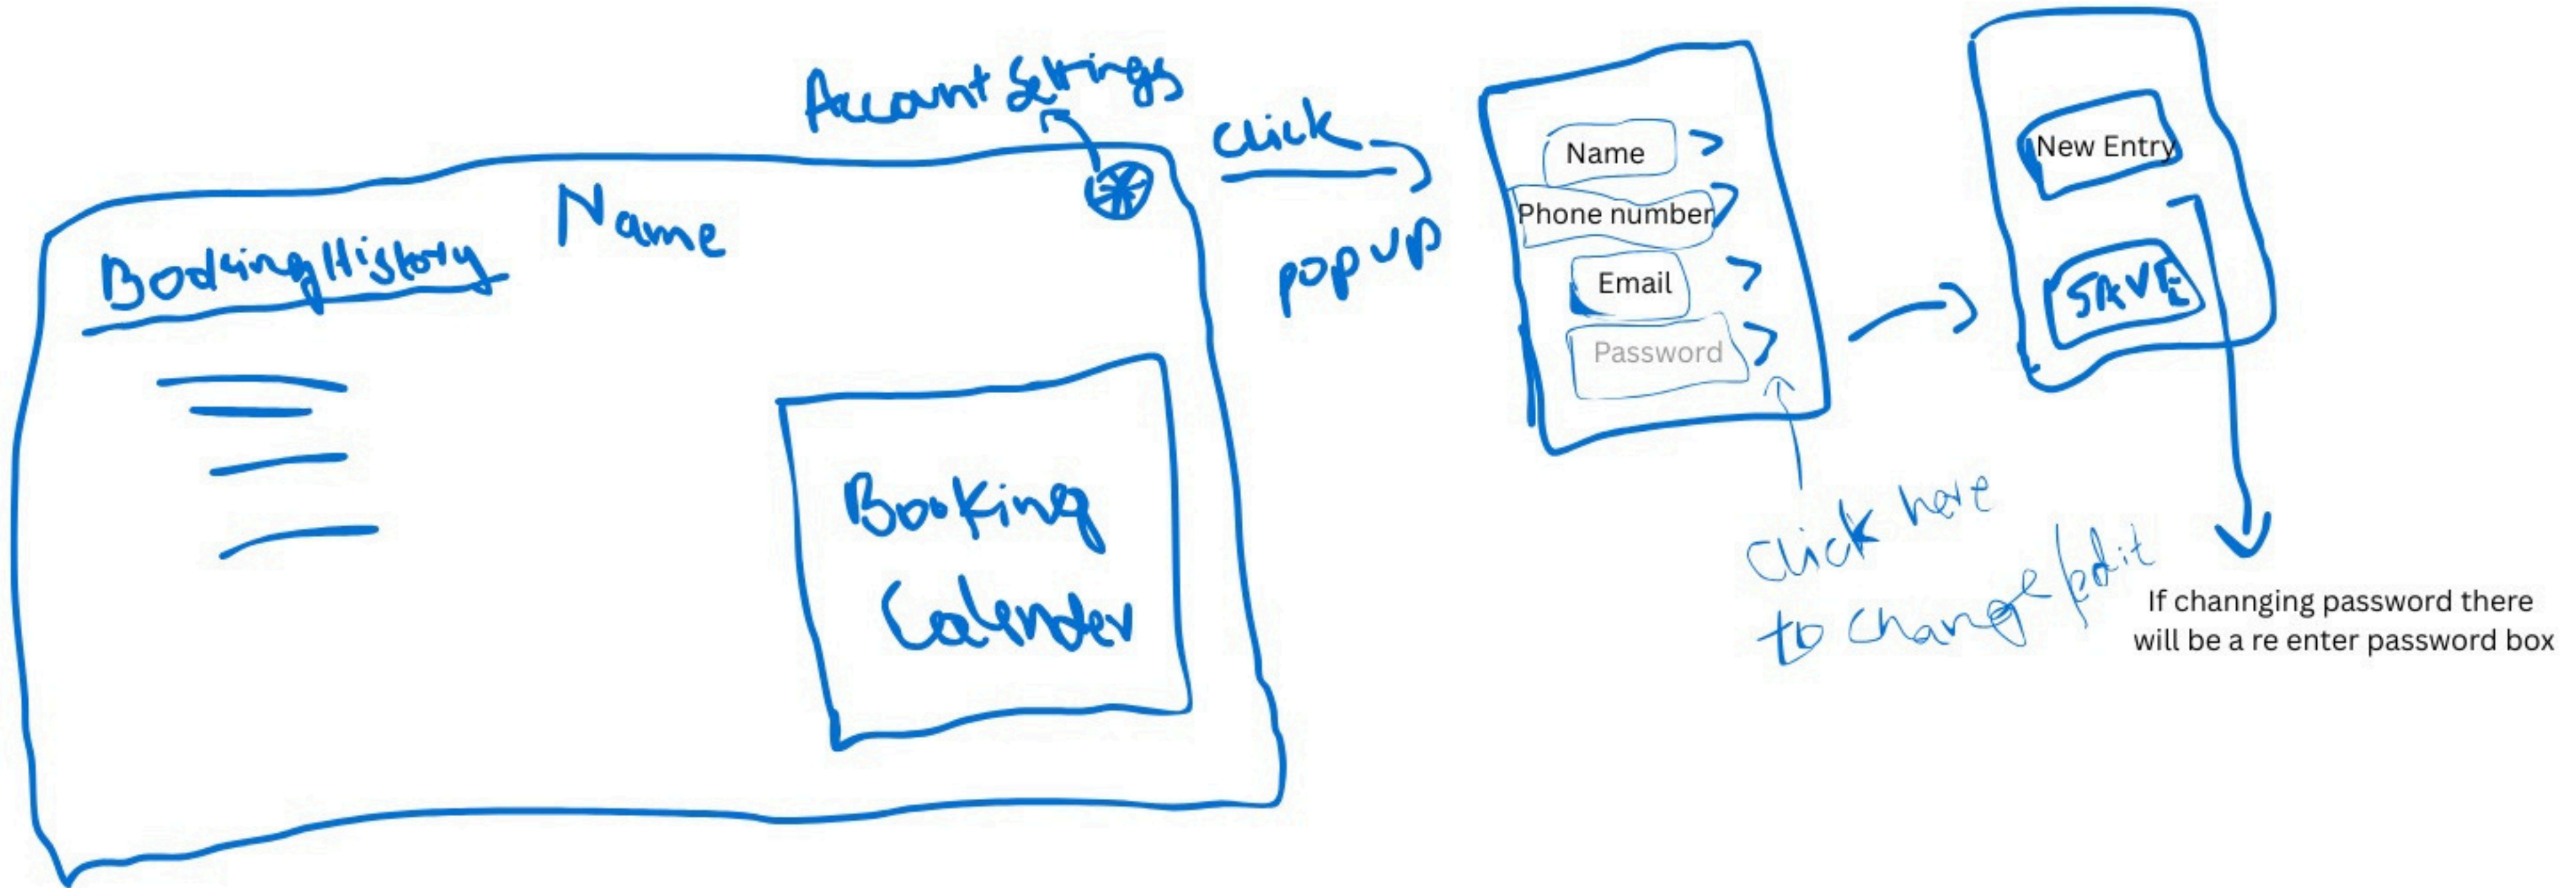 Account Settings
Name
Booking History
Booking
Calender
click
popup
Name >
Phone number >
Email >
Password >
click here
to change/edit
New Entry
SAVE
If channging password there
will be a re enter password box